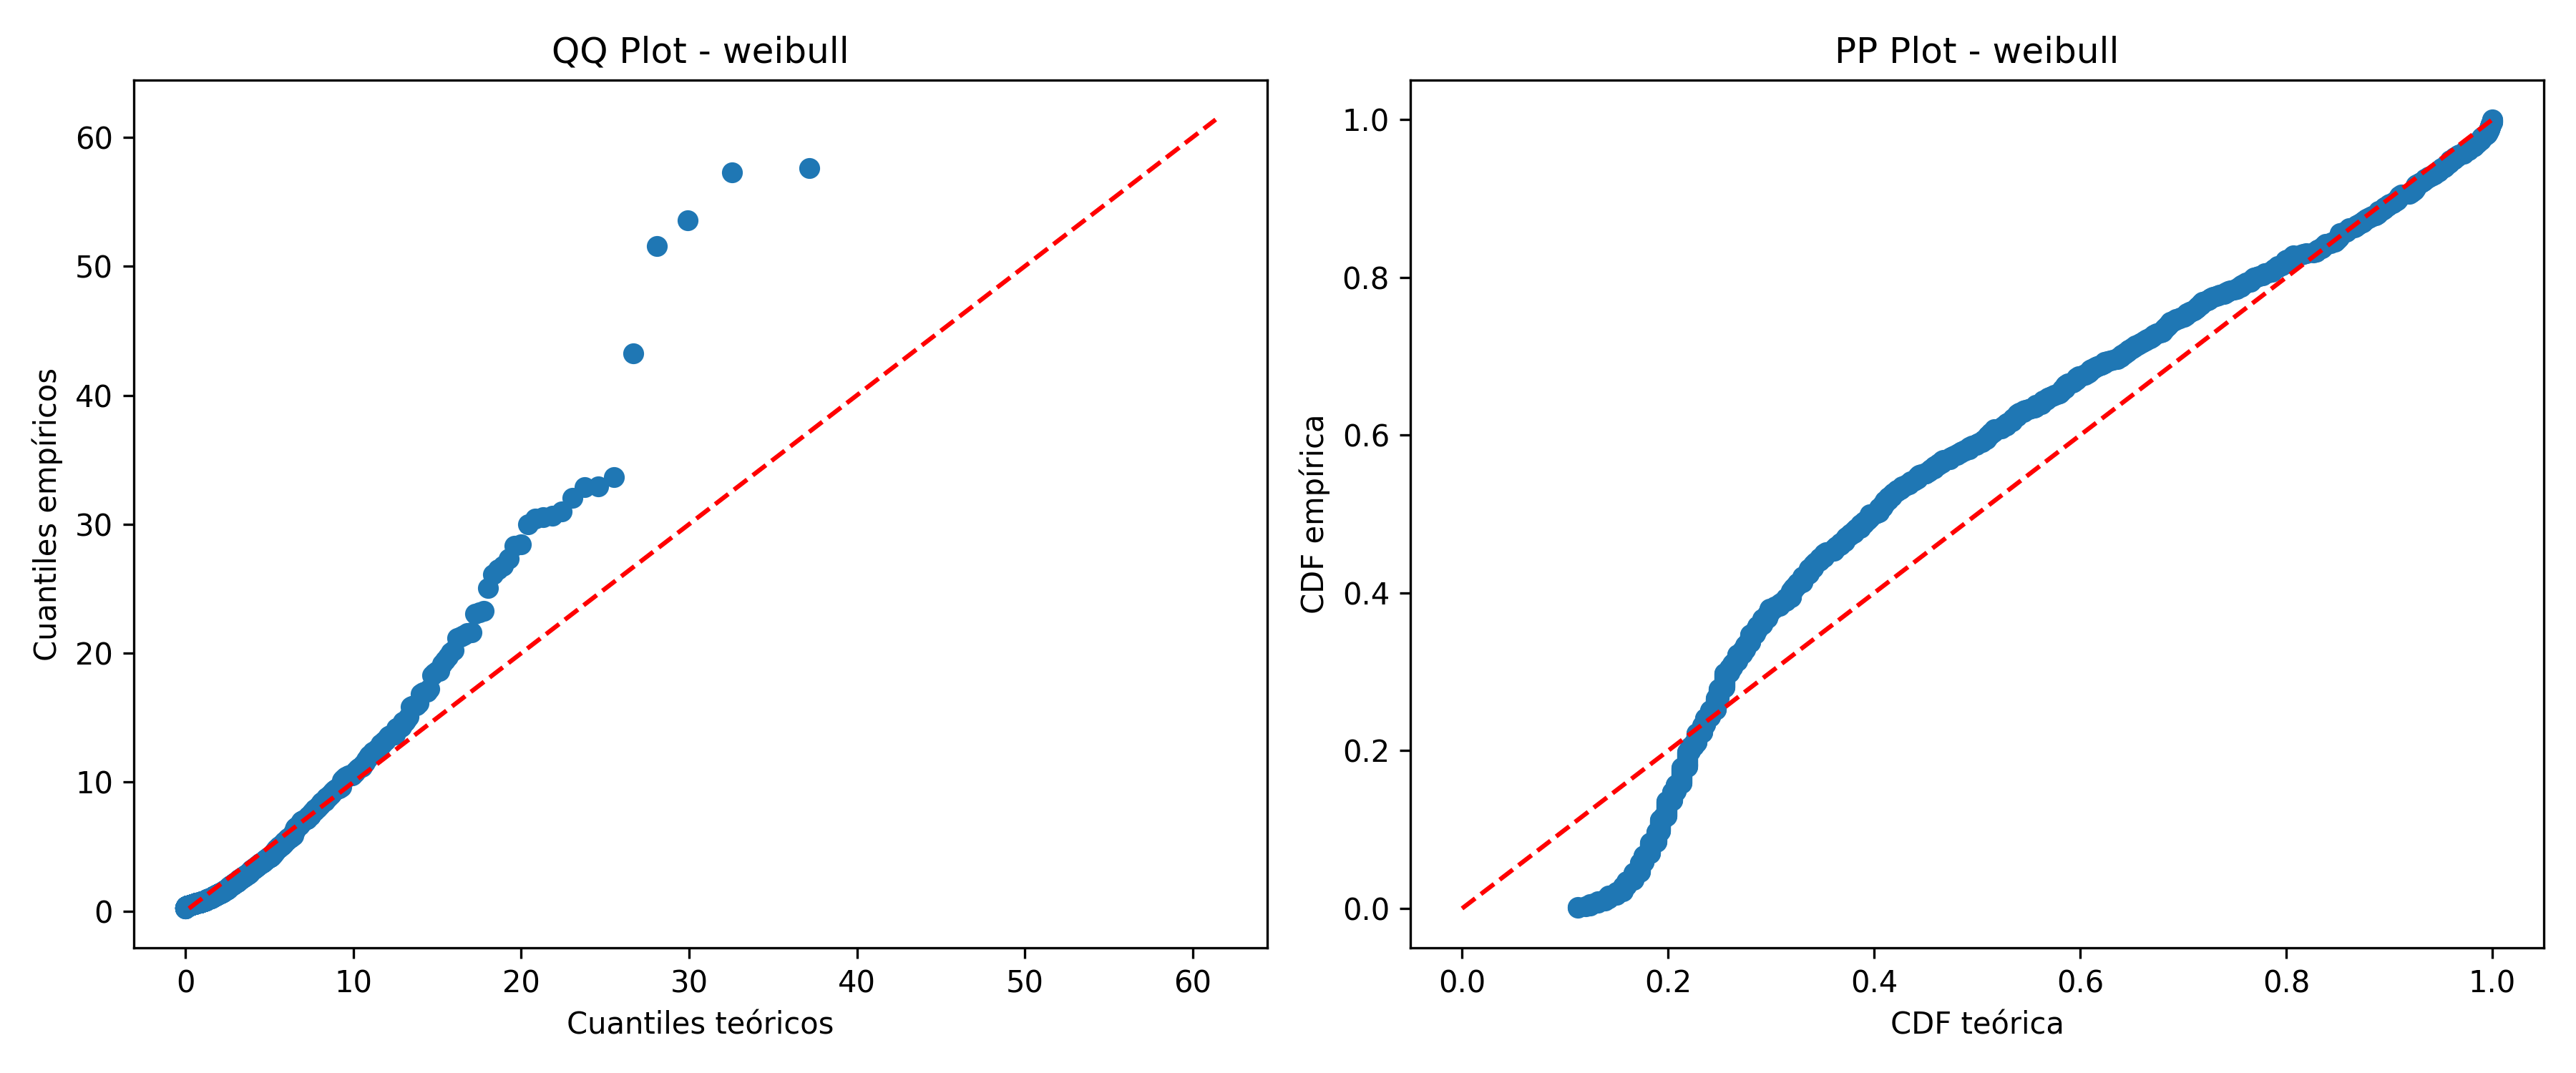 QQ Plot - weibull
60
50
40
30
20
10
0
Cuantiles empíricos
0 10 20 30 40 50 60
Cuantiles teóricos
PP Plot - weibull
1.0
0.8
0.6
0.4
0.2
0.0
CDF empírica
0.0 0.2 0.4 0.6 0.8 1.0
CDF teórica